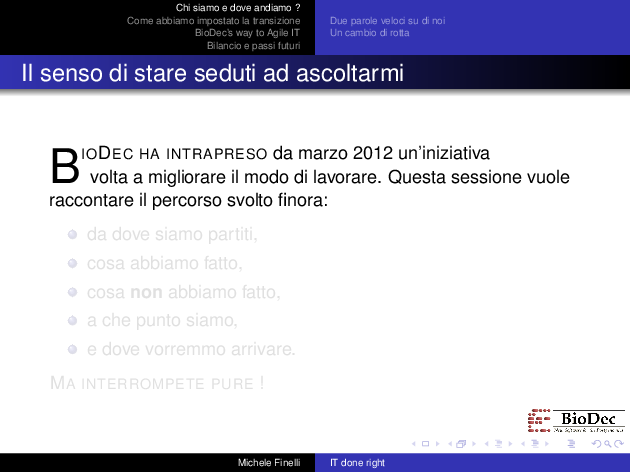 Chi siamo e dove andiamo ?
Come abbiamo impostato la transizione
BioDec's way to Agile IT
Bilancio e passi futuri
Due parole veloci su di noi
Un cambio di rotta
Il senso di stare seduti ad ascoltarmi
BIODEC HA INTRAPRESO da marzo 2012 un'iniziativa
volta a migliorare il modo di lavorare. Questa sessione vuole
raccontare il percorso svolto finora:
da dove siamo partiti,
cosa abbiamo fatto,
cosa non abbiamo fatto,
a che punto siamo,
e dove vorremmo arrivare.
MA INTERROMPETE PURE !
BioDec
Michele Finelli
IT done right